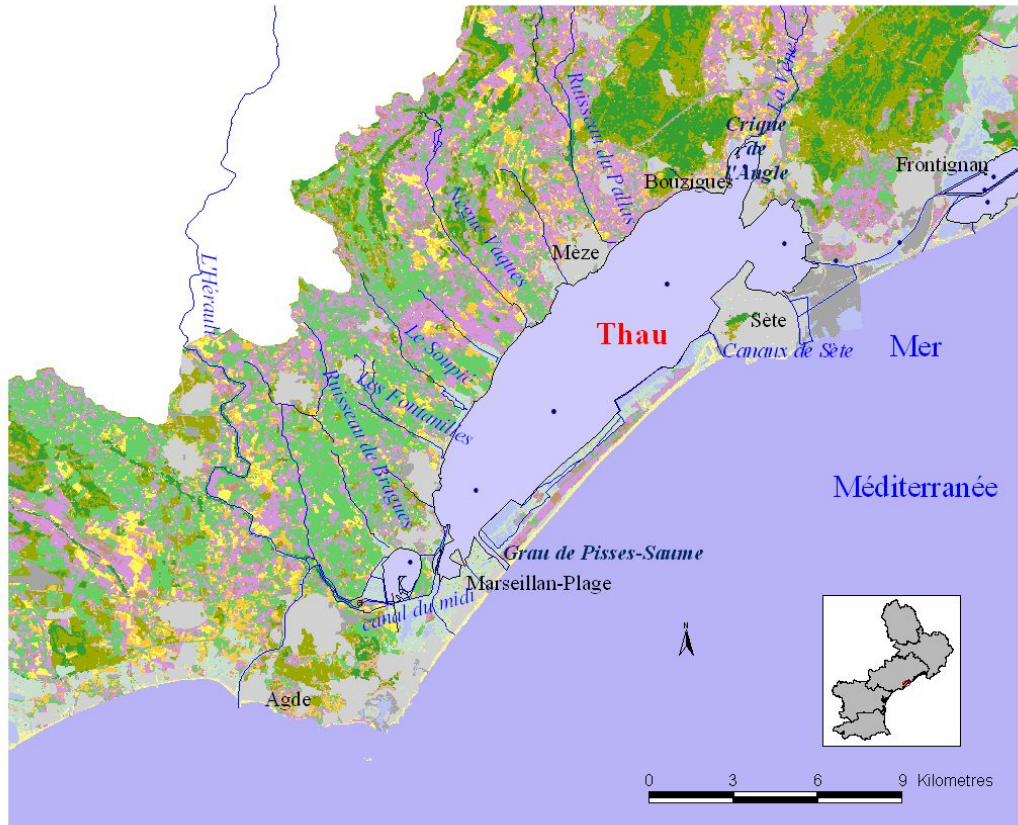 La Vène
Ruisseau du Pallas
Crique
de
l'Angle
Frontignan
Bouzigues
Nègue Vaques
Mèze
L'Hérault
Thau
Sète
Canaux de Sète
Mer
Le Soupié
Les Fontanilles
Ruisseau de Bragues
Méditerranée
Grau de Pisses-Saume
Marseillan-Plage
canal du midi
N
Agde
0 3 6 9 Kilometres